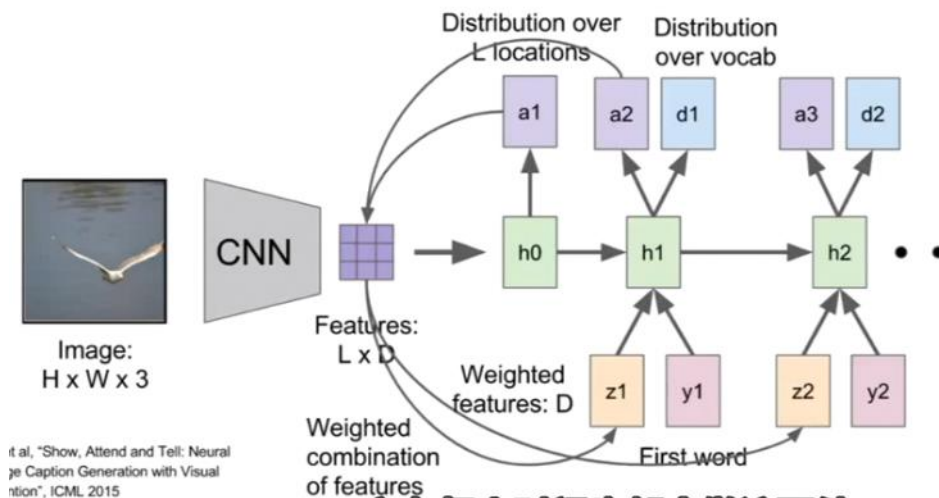 Distribution over
L locations
Distribution
over vocab
a1
a2
d1
a3
d2
CNN
h0
h1
h2
Features:
L x D
Image:
H x W x 3
Weighted
features: D
z1
y1
z2
y2
Weighted
combination
of features
First word
t al, "Show, Attend and Tell: Neural
ge Caption Generation with Visual
ntion", ICML 2015